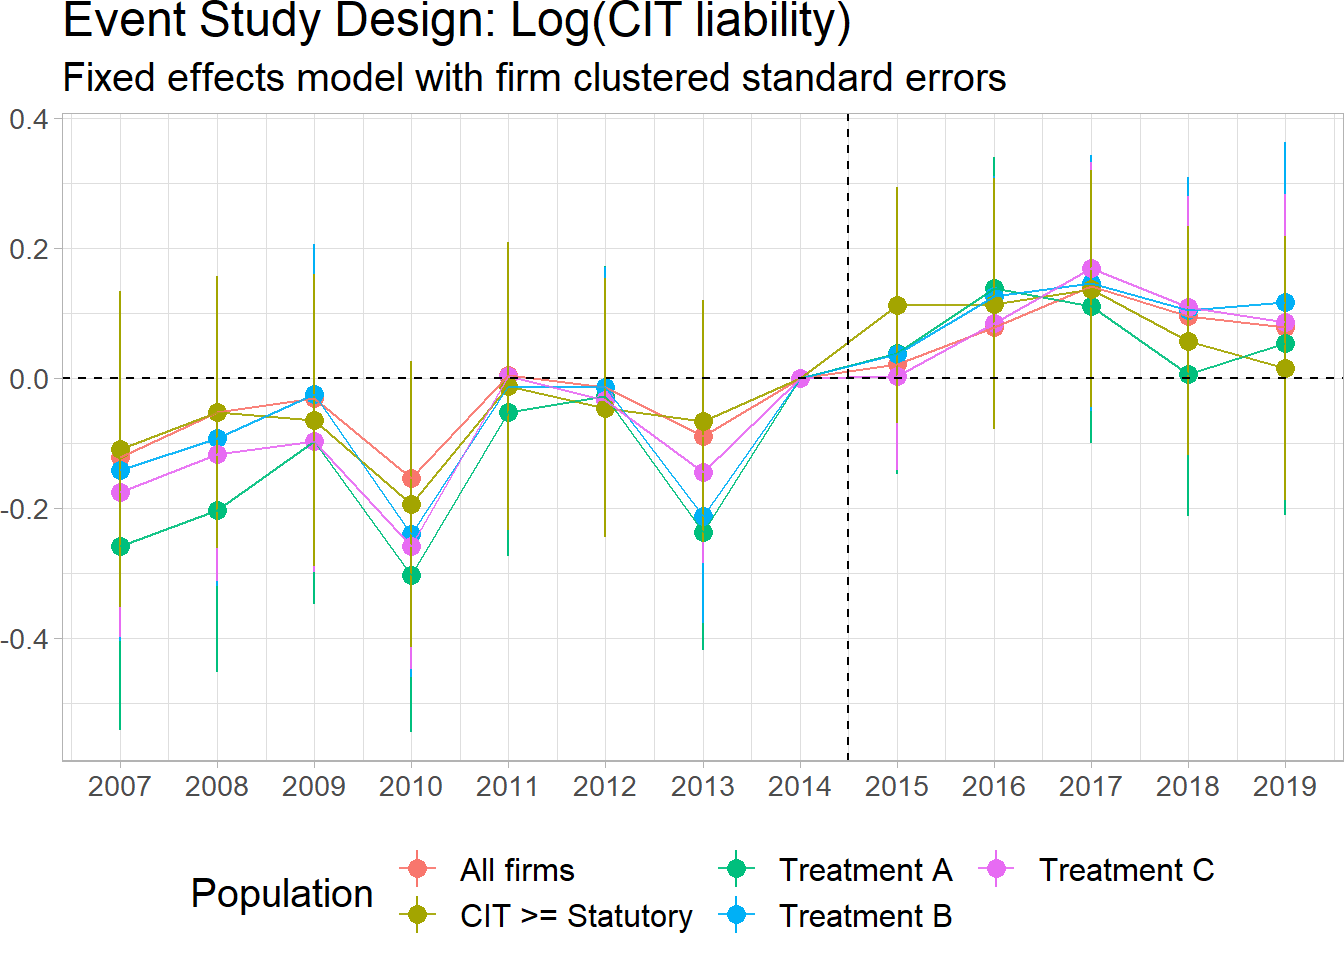 Event Study Design: Log(CIT liability)
Fixed effects model with firm clustered standard errors
0.4
0.2
0.0
-0.2
-0.4
2007 2008 2009 2010 2011 2012 2013 2014 2015 2016 2017 2018 2019
Population
All firms
CIT >= Statutory
Treatment A
Treatment B
Treatment C